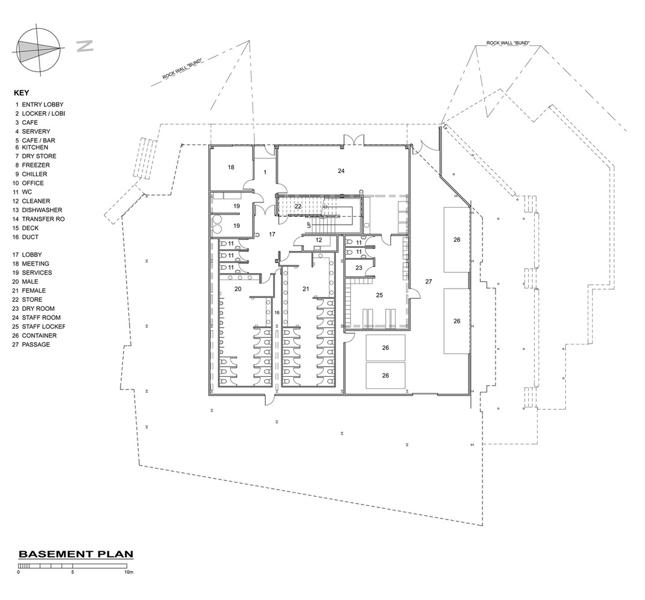 N
ROCK WALL "BUND"
ROCK WALL "BUND"
KEY
1 ENTRY LOBBY
2 LOCKER / LOBI
3 CAFE
4 SERVERY
5 CAFE / BAR
6 KITCHEN
7 DRY STORE
8 FREEZER
9 CHILLER
10 OFFICE
11 WC
12 CLEANER
13 DISHWASHER
14 TRANSFER RO
15 DECK
16 DUCT
17 LOBBY
18 MEETING
19 SERVICES
20 MALE
21 FEMALE
22 STORE
23 DRY ROOM
24 STAFF ROOM
25 STAFF LOCKEF
26 CONTAINER
27 PASSAGE
18
1
24
19
22
19
17
12
11
11
11
11
11
23
26
20
21
25
27
16
26
26
26
BASEMENT PLAN
0 5 10m